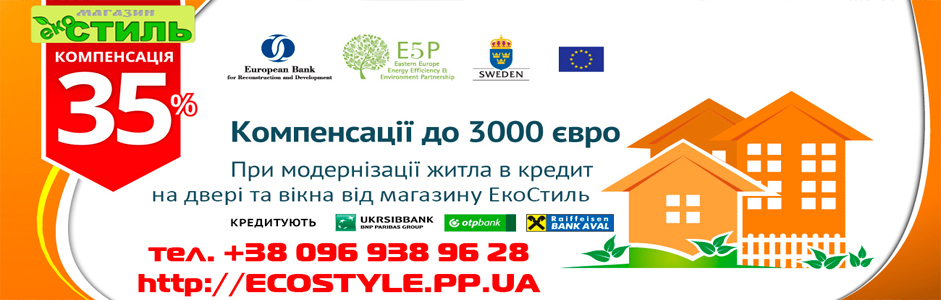 магазин
еко СТИЛЬ
КОМПЕНСАЦІЯ
35%
European Bank
for Reconstruction and Development
E5P
Eastern Europe
Energy Efficiency &
Environment Partnership
SWEDEN
Компенсації до 3000 євро
При модернізації житла в кредит
на двері та вікна від магазину ЕкоСтиль
КРЕДИТУЮТЬ
UKRSIBBANK
BNP PARIBAS GROUP
otpbank
Raiffeisen
BANK AVAL
тел. +38 096 938 96 28
http://ECOSTYLE.PP.UA